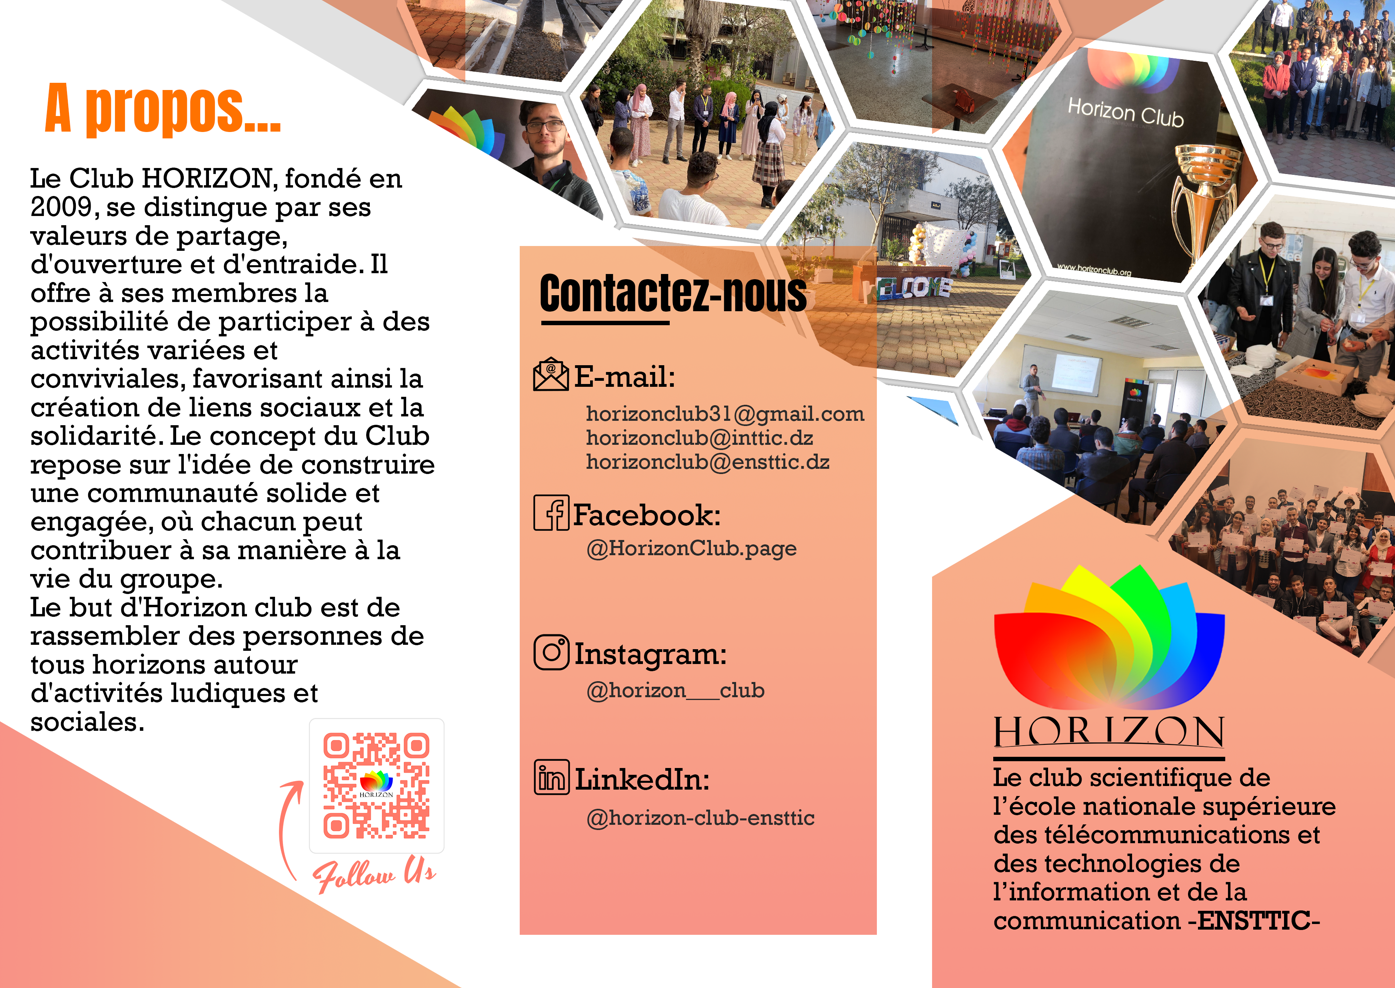 A propos...
Le Club HORIZON, fondé en
2009, se distingue par ses
valeurs de partage,
d'ouverture et d'entraide. Il
offre à ses membres la
possibilité de participer à des
activités variées et
conviviales, favorisant ainsi la
création de liens sociaux et la
solidarité. Le concept du Club
repose sur l'idée de construire
une communauté solide et
engagée, où chacun peut
contribuer à sa manière à la
vie du groupe.
Le but d'Horizon club est de
rassembler des personnes de
tous horizons autour
d'activités ludiques et
sociales.
HORIZON
Follow Us
Contactez-nous
E-mail:
horizonclub31@gmail.com
horizonclub@inttic.dz
horizonclub@ensttic.dz
Facebook:
@HorizonClub.page
Instagram:
@horizon___club
LinkedIn:
@horizon-club-ensttic
Horizon Club
www.horizonclub.org
WELCOME
HORIZON
Le club scientifique de
l’école nationale supérieure
des télécommunications et
des technologies de
l’information et de la
communication -ENSTTIC-